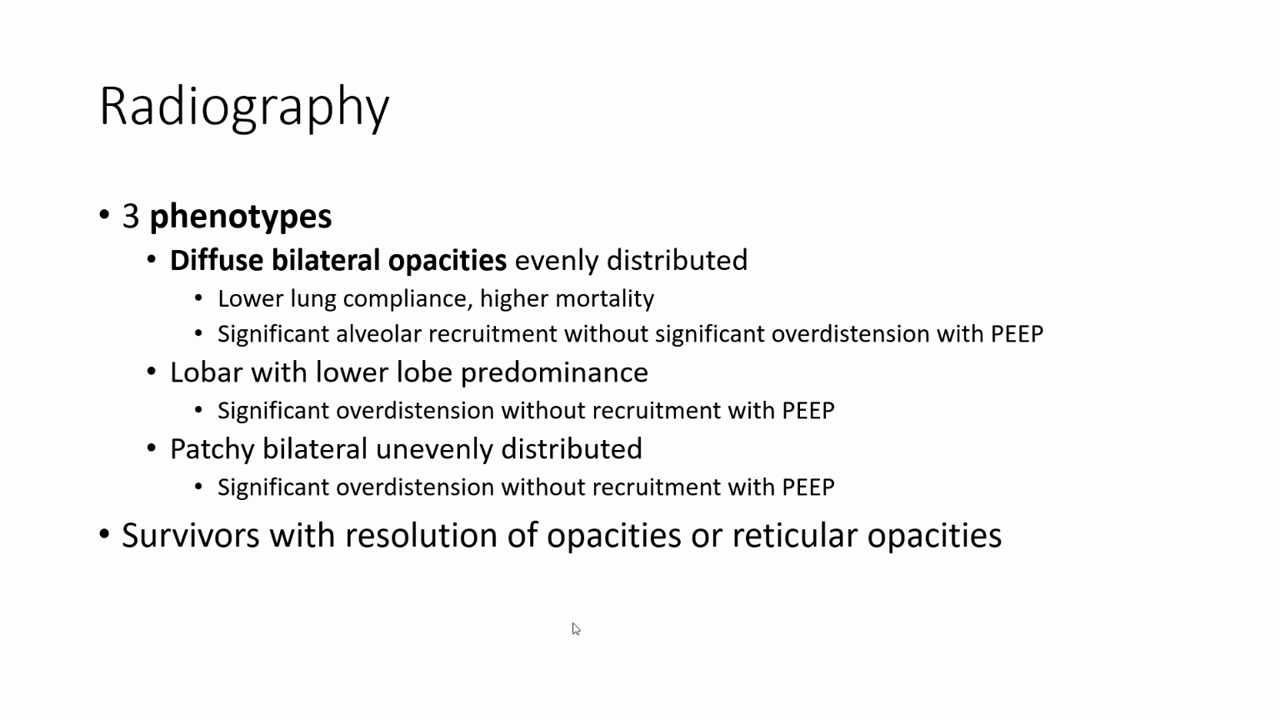 Radiography
• 3 phenotypes
• Diffuse bilateral opacities evenly distributed
• Lower lung compliance, higher mortality
• Significant alveolar recruitment without significant overdistension with PEEP
• Lobar with lower lobe predominance
• Significant overdistension without recruitment with PEEP
• Patchy bilateral unevenly distributed
• Significant overdistension without recruitment with PEEP
• Survivors with resolution of opacities or reticular opacities